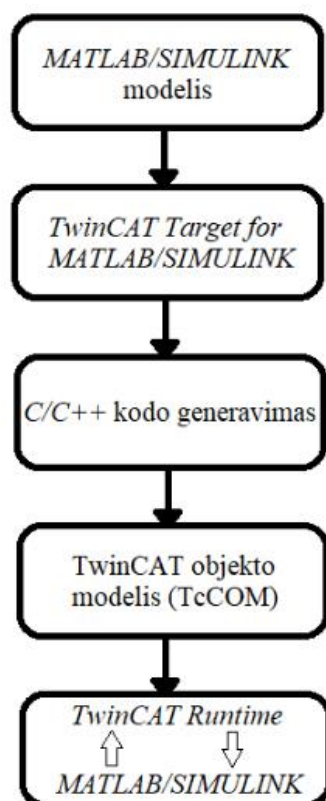 MATLAB/SIMULINK
modelis
TwinCAT Target for
MATLAB/SIMULINK
C/C++ kodo generavimas
TwinCAT objekto
modelis (TcCOM)
TwinCAT Runtime
MATLAB/SIMULINK